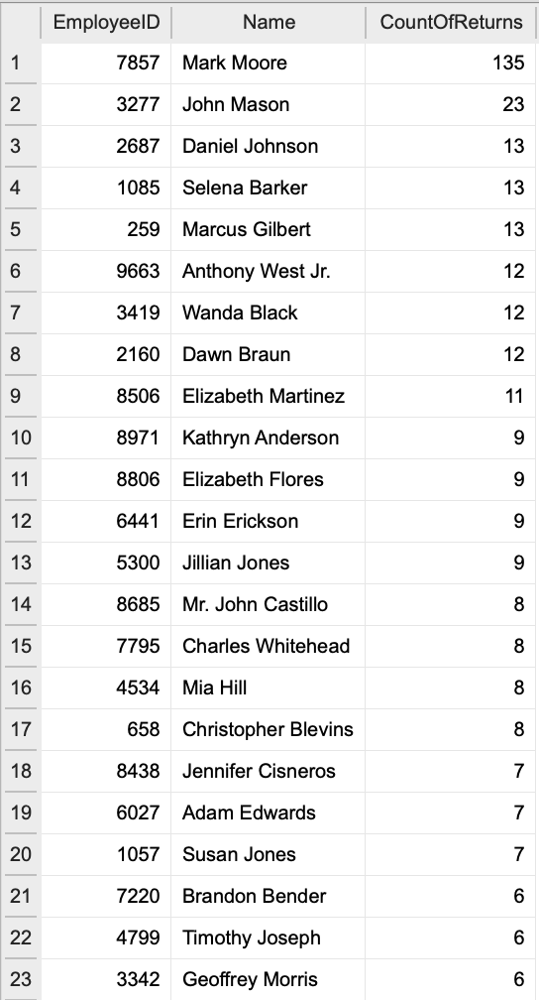 EmployeeID Name CountOfReturns
1 7857 Mark Moore 135
2 3277 John Mason 23
3 2687 Daniel Johnson 13
4 1085 Selena Barker 13
5 259 Marcus Gilbert 13
6 9663 Anthony West Jr. 12
7 3419 Wanda Black 12
8 2160 Dawn Braun 12
9 8506 Elizabeth Martinez 11
10 8971 Kathryn Anderson 9
11 8806 Elizabeth Flores 9
12 6441 Erin Erickson 9
13 5300 Jillian Jones 9
14 8685 Mr. John Castillo 8
15 7795 Charles Whitehead 8
16 4534 Mia Hill 8
17 658 Christopher Blevins 8
18 8438 Jennifer Cisneros 7
19 6027 Adam Edwards 7
20 1057 Susan Jones 7
21 7220 Brandon Bender 6
22 4799 Timothy Joseph 6
23 3342 Geoffrey Morris 6